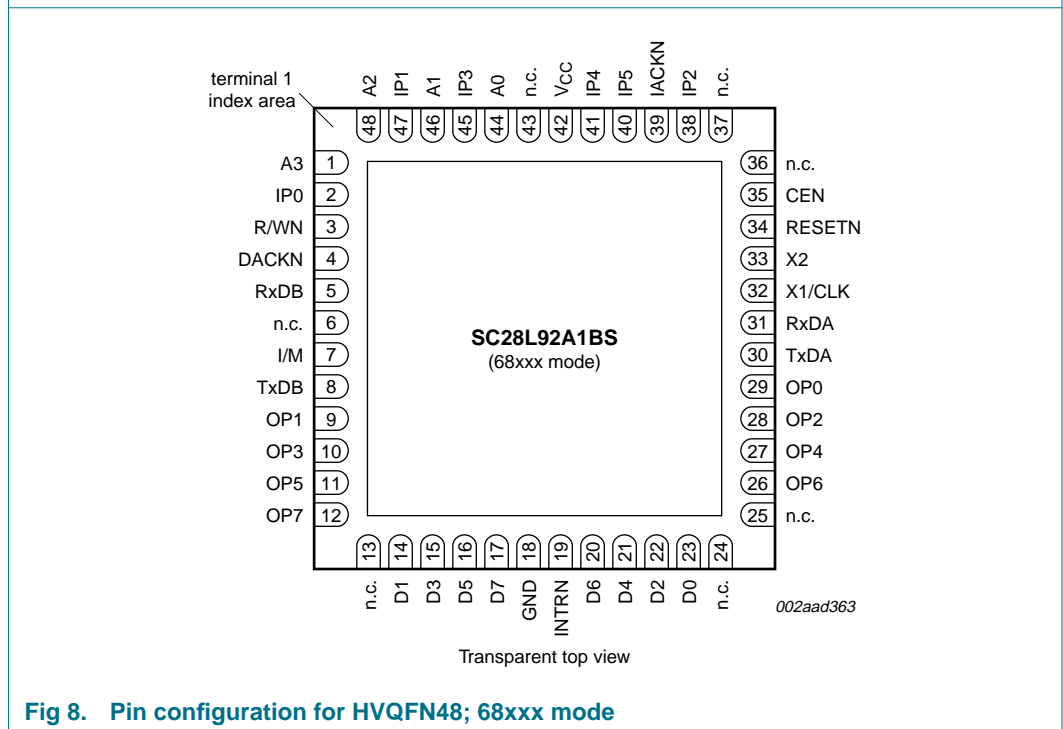 terminal 1
index area
A2 IP1 A1 IP3 A0 n.c. VCC IP4 IP5 IACKN IP2 n.c.
48 47 46 45 44 43 42 41 40 39 38 37
A3 1 36 n.c.
IP0 2 35 CEN
R/WN 3 34 RESETN
DACKN 4 33 X2
RxDB 5 32 X1/CLK
n.c. 6 31 RxDA
I/M 7 30 TxDA
TxDB 8 29 OP0
OP1 9 28 OP2
OP3 10 27 OP4
OP5 11 26 OP6
OP7 12 25 n.c.
SC28L92A1BS
(68xxx mode)
13 14 15 16 17 18 19 20 21 22 23 24
n.c. D1 D3 D5 D7 GND INTRN D6 D4 D2 D0 n.c.
002aad363
Transparent top view
Fig 8. Pin configuration for HVQFN48; 68xxx mode